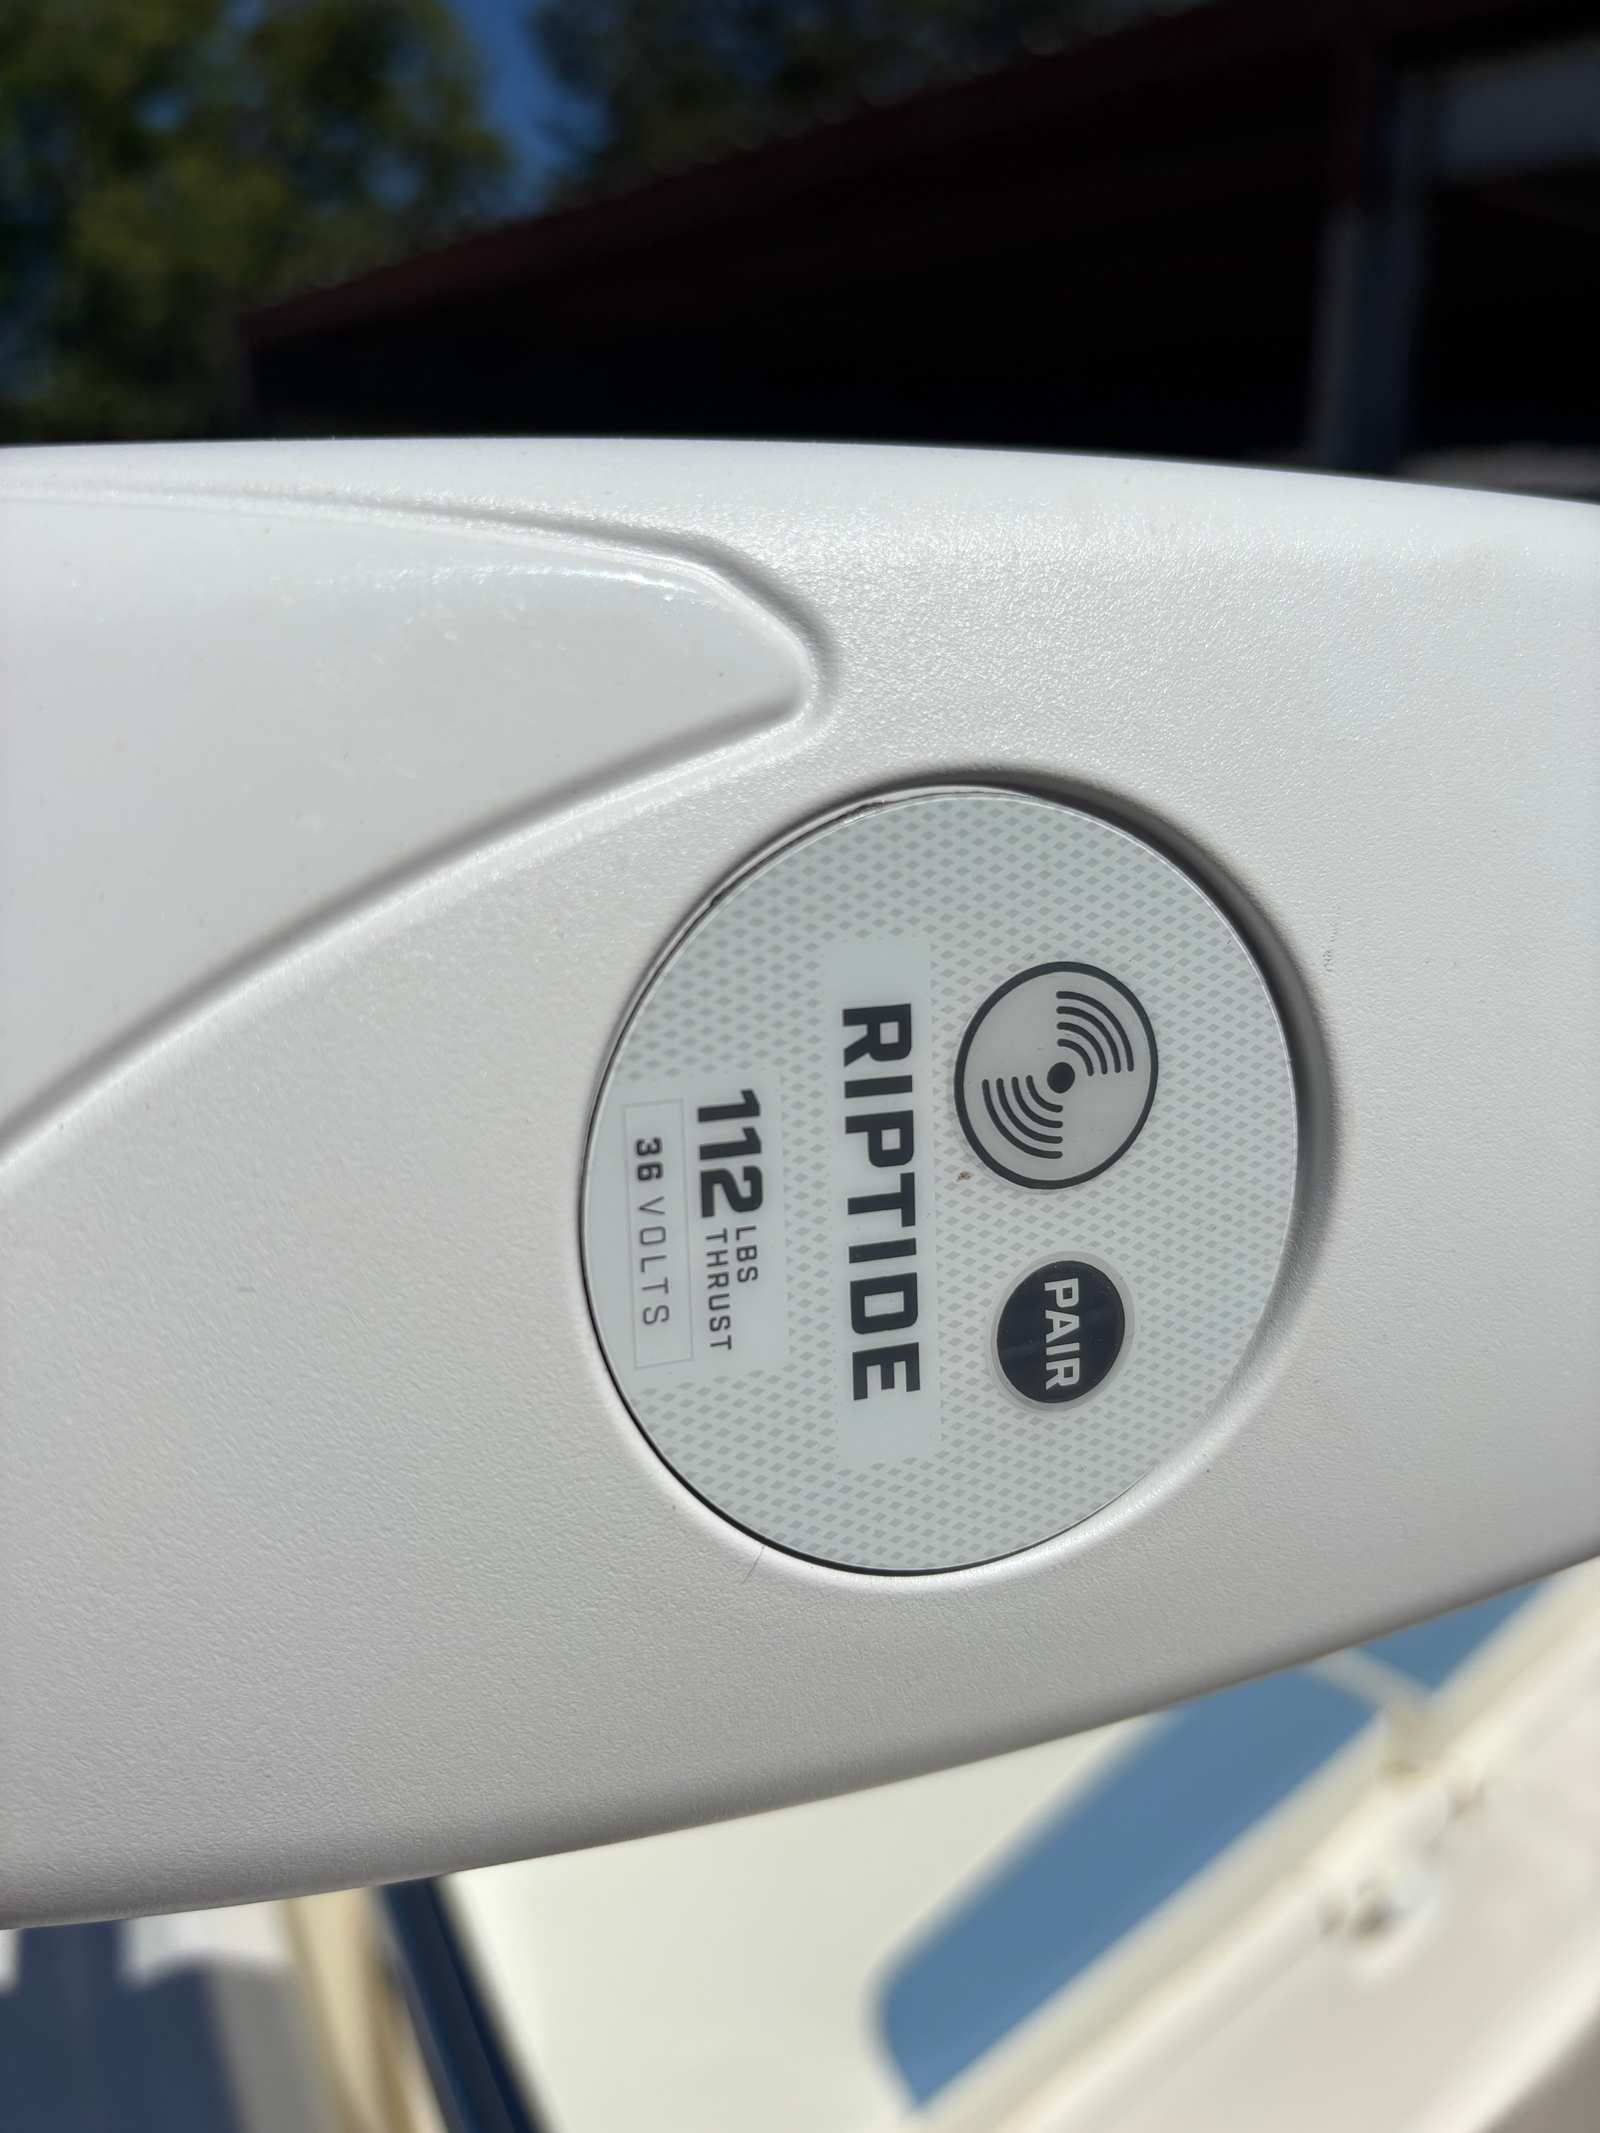 PAIR
RIPTIDE
112 LBS
THRUST
36 VOLTS